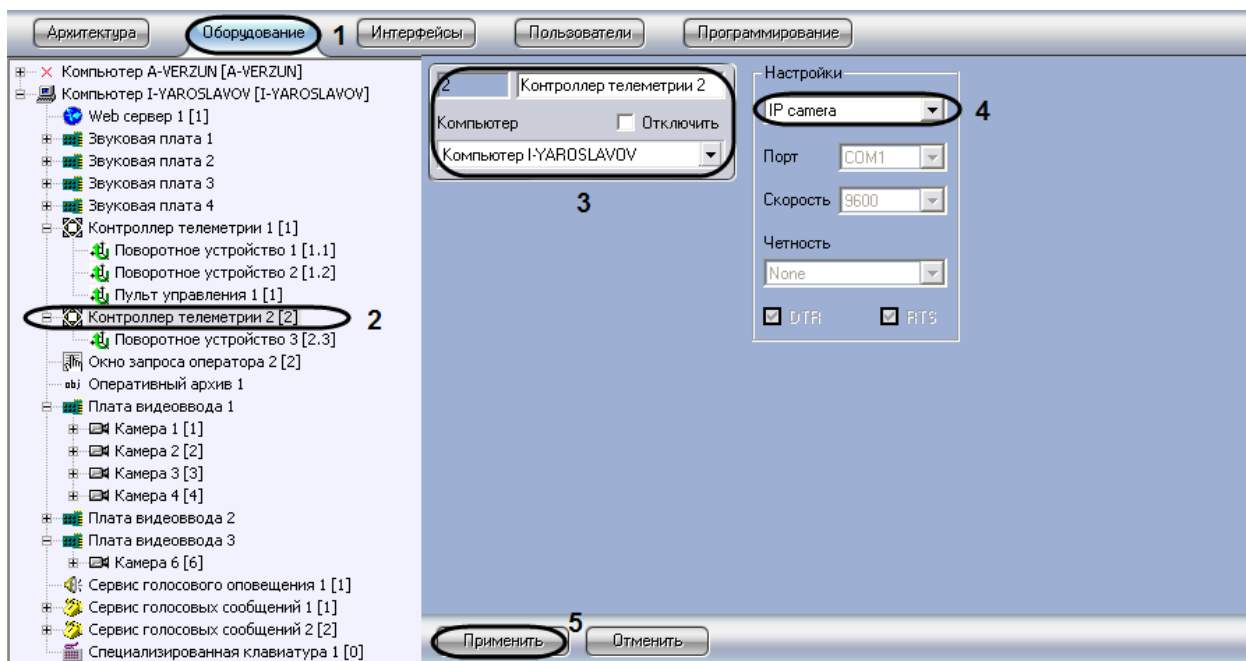 Архитектура
Оборудование
1
Интерфейсы
Пользователи
Программирование
Компьютер A-VERZUN [A-VERZUN]
Компьютер I-YAROSLAVOV [I-YAROSLAVOV]
Web сервер 1 [1]
Звуковая плата 1
Звуковая плата 2
Звуковая плата 3
Звуковая плата 4
Контроллер телеметрии 1 [1]
Поворотное устройство 1 [1.1]
Поворотное устройство 2 [1.2]
Пульт управления 1 [1]
Контроллер телеметрии 2 [2]
2
Поворотное устройство 3 [2.3]
Окно запроса оператора 2 [2]
obj Оперативный архив 1
Плата видеоввода 1
Камера 1 [1]
Камера 2 [2]
Камера 3 [3]
Камера 4 [4]
Плата видеоввода 2
Плата видеоввода 3
Камера 6 [6]
Сервис голосового оповещения 1 [1]
Сервис голосовых сообщений 1 [1]
Сервис голосовых сообщений 2 [2]
Специализированная клавиатура 1 [0]
2
Контроллер телеметрии 2
Компьютер
Отключить
Компьютер I-YAROSLAVOV
3
Настройки
IP camera
4
Порт
COM1
Скорость
9600
Четность
None
DTR
RTS
Применить
5
Отменить